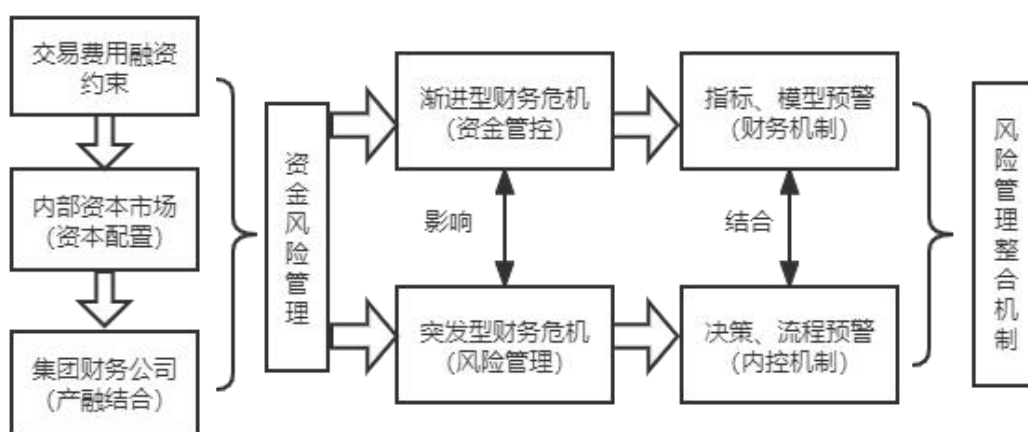 交易费用融资
约束
内部资本市场
(资本配置)
集团财务公司
(产融结合)
资
金
风
险
管
理
渐进型财务危机
(资金管控)
影响
突发型财务危机
(风险管理)
指标、模型预警
(财务机制)
结合
决策、流程预警
(内控机制)
风
险
管
理
整
合
机
制